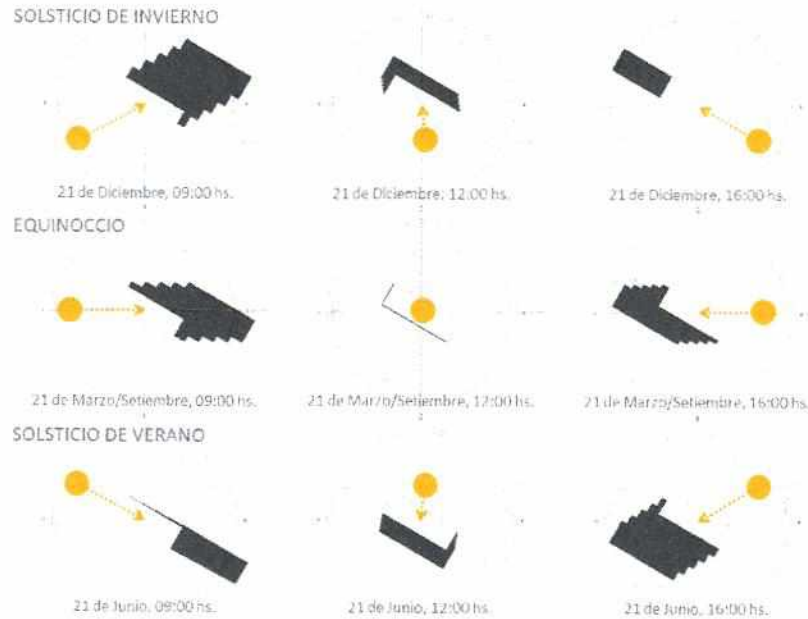 SOLSTICIO DE INVIERNO
21 de Diciembre, 09:00 hs.
21 de Diciembre, 12:00 hs.
21 de Diciembre, 16:00 hs.
EQUINOCCIO
21 de Marzo/Setiembre, 09:00 hs.
21 de Marzo/Setiembre, 12:00 hs.
21 de Marzo/Setiembre, 16:00 hs.
SOLSTICIO DE VERANO
21 de Junio, 09:00 hs.
21 de Junio, 12:00 hs.
21 de Junio, 16:00 hs.